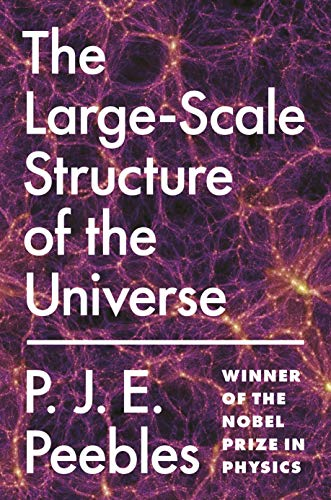 The
Large-Scale
Structure
of the
Universe
P. J. E.
Peebles
WINNER
OF THE
NOBEL
PRIZE IN
PHYSICS